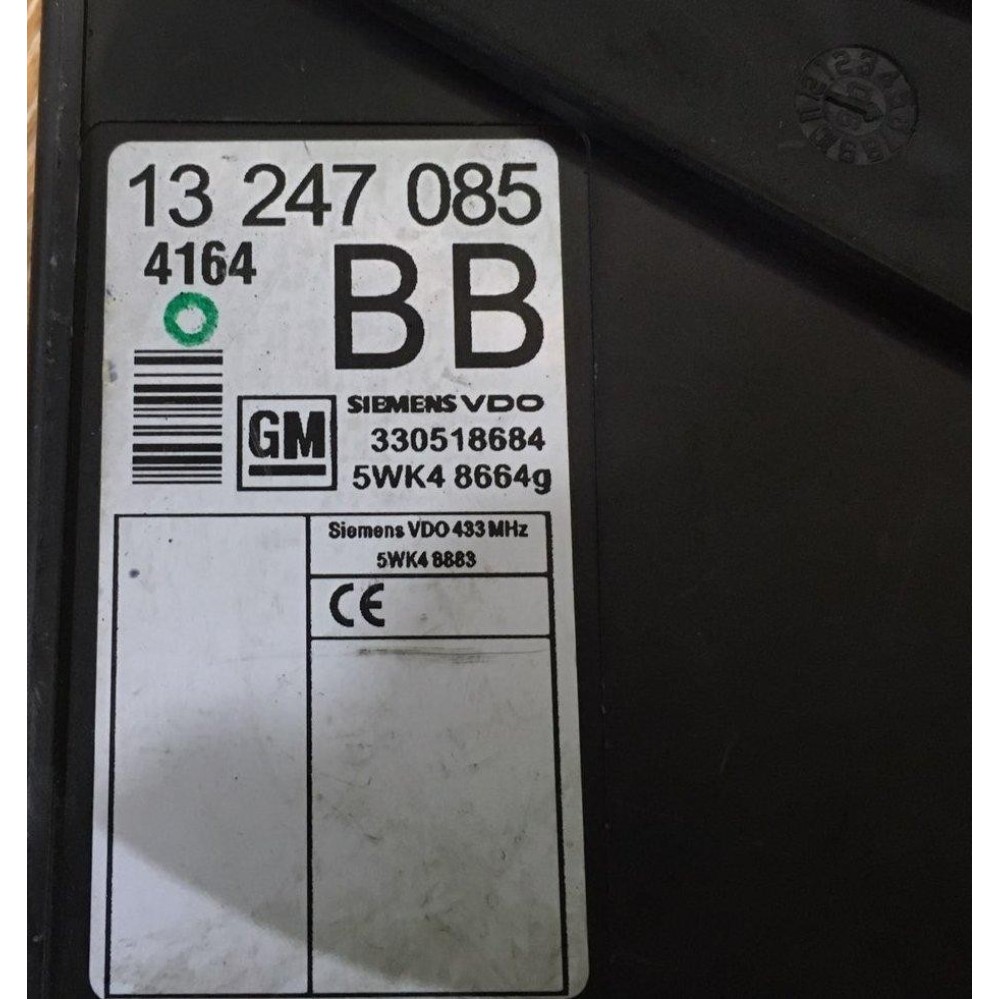 13 247 085
4164
BB
SIEMENS VDO
GM
330518684
5WK4 8664g
Siemens VDO 433 MHz
5WK4 8883
CE